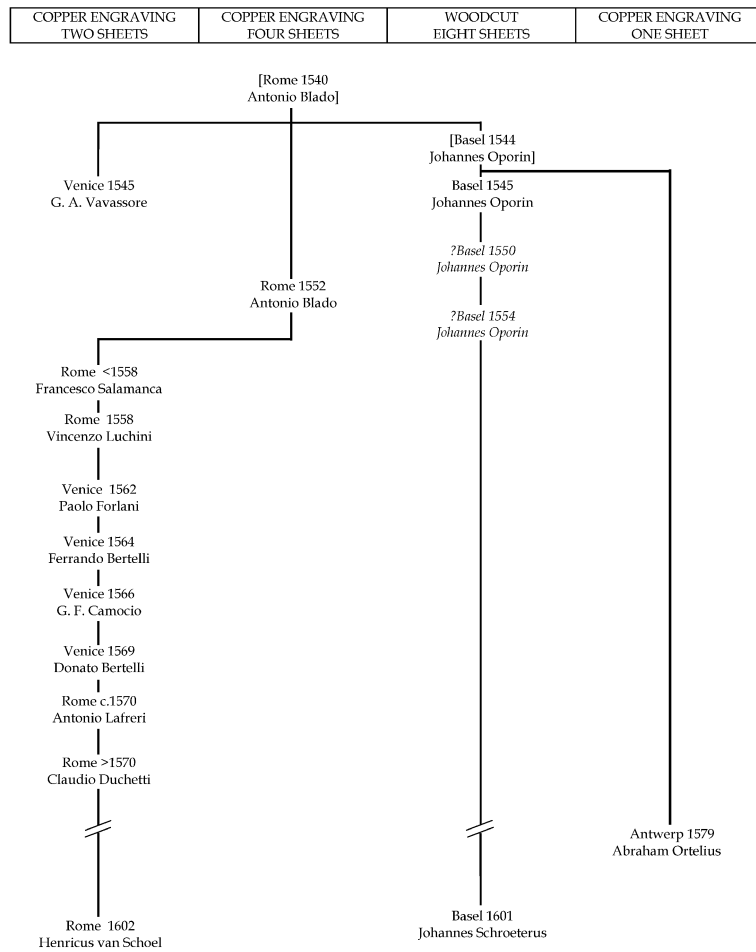 COPPER ENGRAVING
TWO SHEETS
COPPER ENGRAVING
FOUR SHEETS
WOODCUT
EIGHT SHEETS
COPPER ENGRAVING
ONE SHEET
[Rome 1540
Antonio Blado]
[Basel 1544
Johannes Oporin]
Venice 1545
G. A. Vavassore
Basel 1545
Johannes Oporin
?Basel 1550
Johannes Oporin
Rome 1552
Antonio Blado
?Basel 1554
Johannes Oporin
Rome <1558
Francesco Salamanca
Rome 1558
Vincenzo Luchini
Venice 1562
Paolo Forlani
Venice 1564
Ferrando Bertelli
Venice 1566
G. F. Camocio
Venice 1569
Donato Bertelli
Rome c.1570
Antonio Lafreri
Rome >1570
Claudio Duchetti
Antwerp 1579
Abraham Ortelius
Rome 1602
Henricus van Schoel
Basel 1601
Johannes Schroeterus